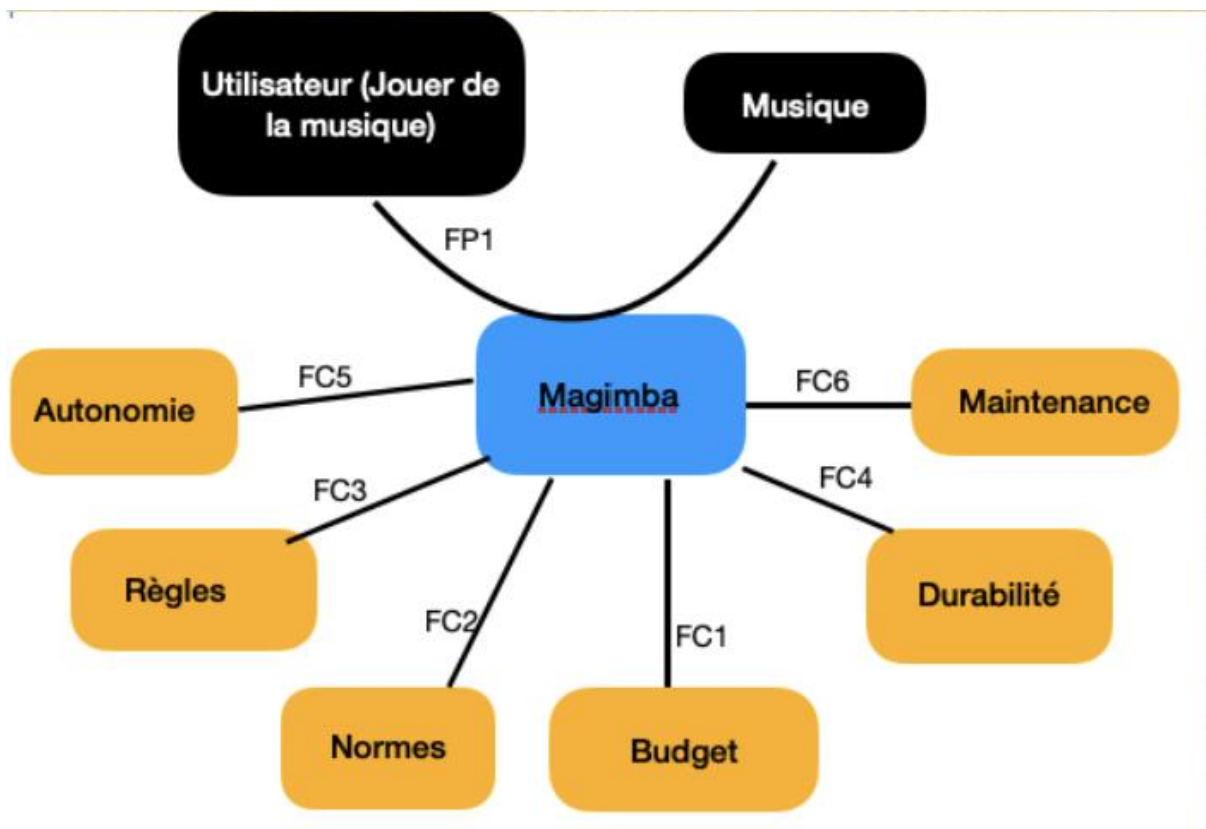 Utilisateur (Jouer de
la musique)
Musique
FP1
Autonomie
FC5
Magimba
FC6
Maintenance
FC3
FC4
Règles
Durabilité
FC2
FC1
Normes
Budget